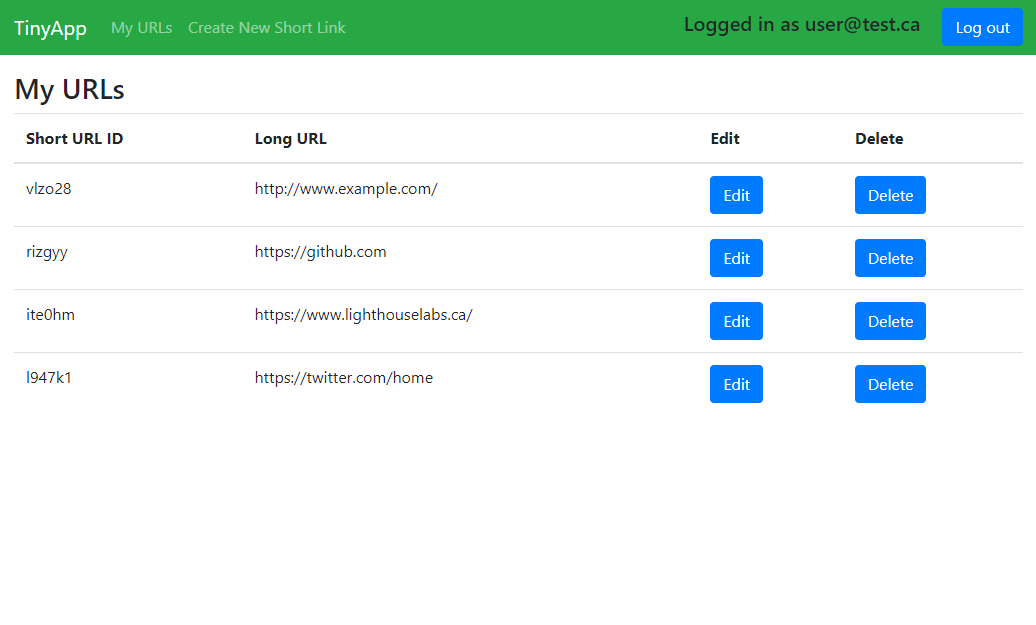 TinyApp My URLs Create New Short Link Logged in as user@test.ca Log out
My URLs
Short URL ID Long URL Edit Delete
vlzo28 http://www.example.com/ Edit Delete
rizgyy https://github.com Edit Delete
ite0hm https://www.lighthouselabs.ca/ Edit Delete
l947k1 https://twitter.com/home Edit Delete